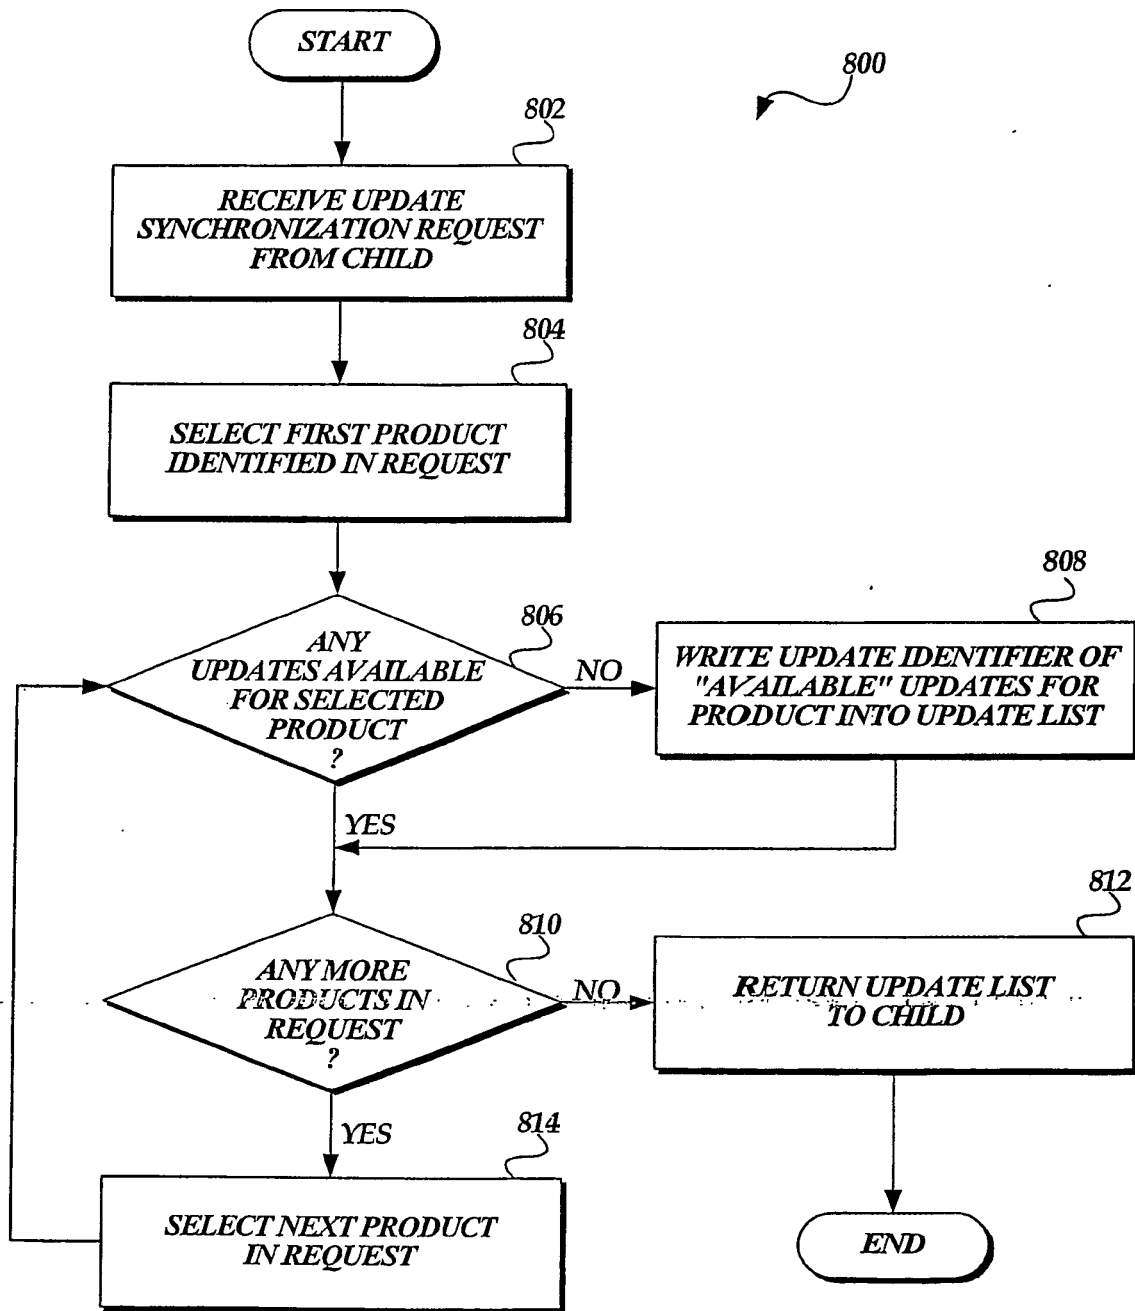 START
800
802
RECEIVE UPDATE
SYNCHRONIZATION REQUEST
FROM CHILD
804
SELECT FIRST PRODUCT
IDENTIFIED IN REQUEST
806
ANY
UPDATES AVAILABLE
FOR SELECTED
PRODUCT
?
NO
808
WRITE UPDATE IDENTIFIER OF
"AVAILABLE" UPDATES FOR
PRODUCT INTO UPDATE LIST
YES
810
ANY MORE
PRODUCTS IN
REQUEST
?
NO
812
RETURN UPDATE LIST
TO CHILD
YES
814
SELECT NEXT PRODUCT
IN REQUEST
END